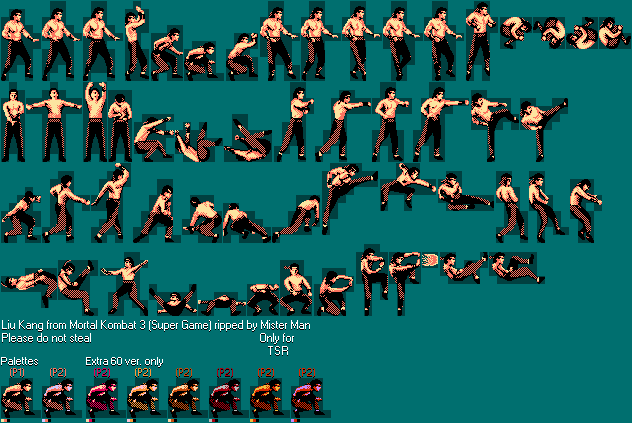 Liu Kang from Mortal Kombat 3 (Super Game) ripped by Mister Man
Please do not steal
Only for
TSR
Palettes
Extra 60 ver. only
(P1) (P2) (P2) (P2) (P2) (P2) (P2) (P2)